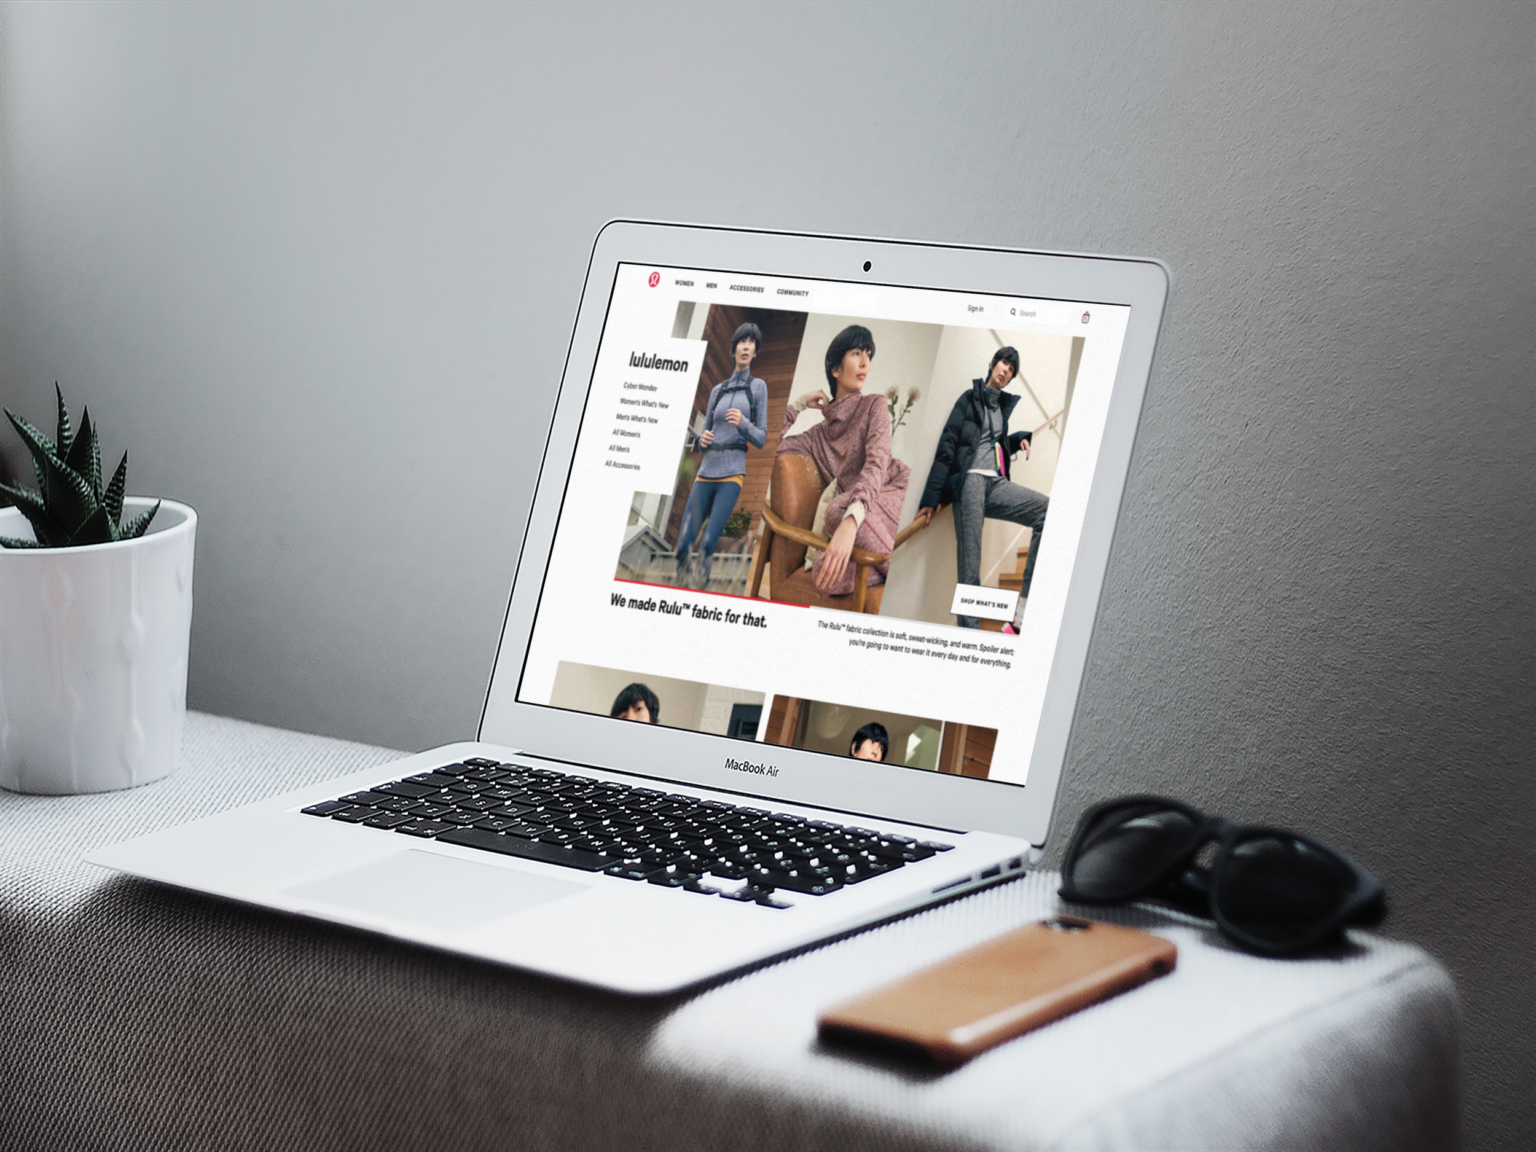 WOMEN MEN ACCESSORIES COMMUNITY
Sign In
Search
lululemon
Cyber Monday
Women's What's New
Men's What's New
All Women's
All Men's
All Accessories
SHOP WHAT'S NEW
We made Rulu™ fabric for that.
The Rulu™ fabric collection is soft, sweat-wicking, and warm. Spoiler alert:
you're going to want to wear it every day and for everything.
MacBook Air